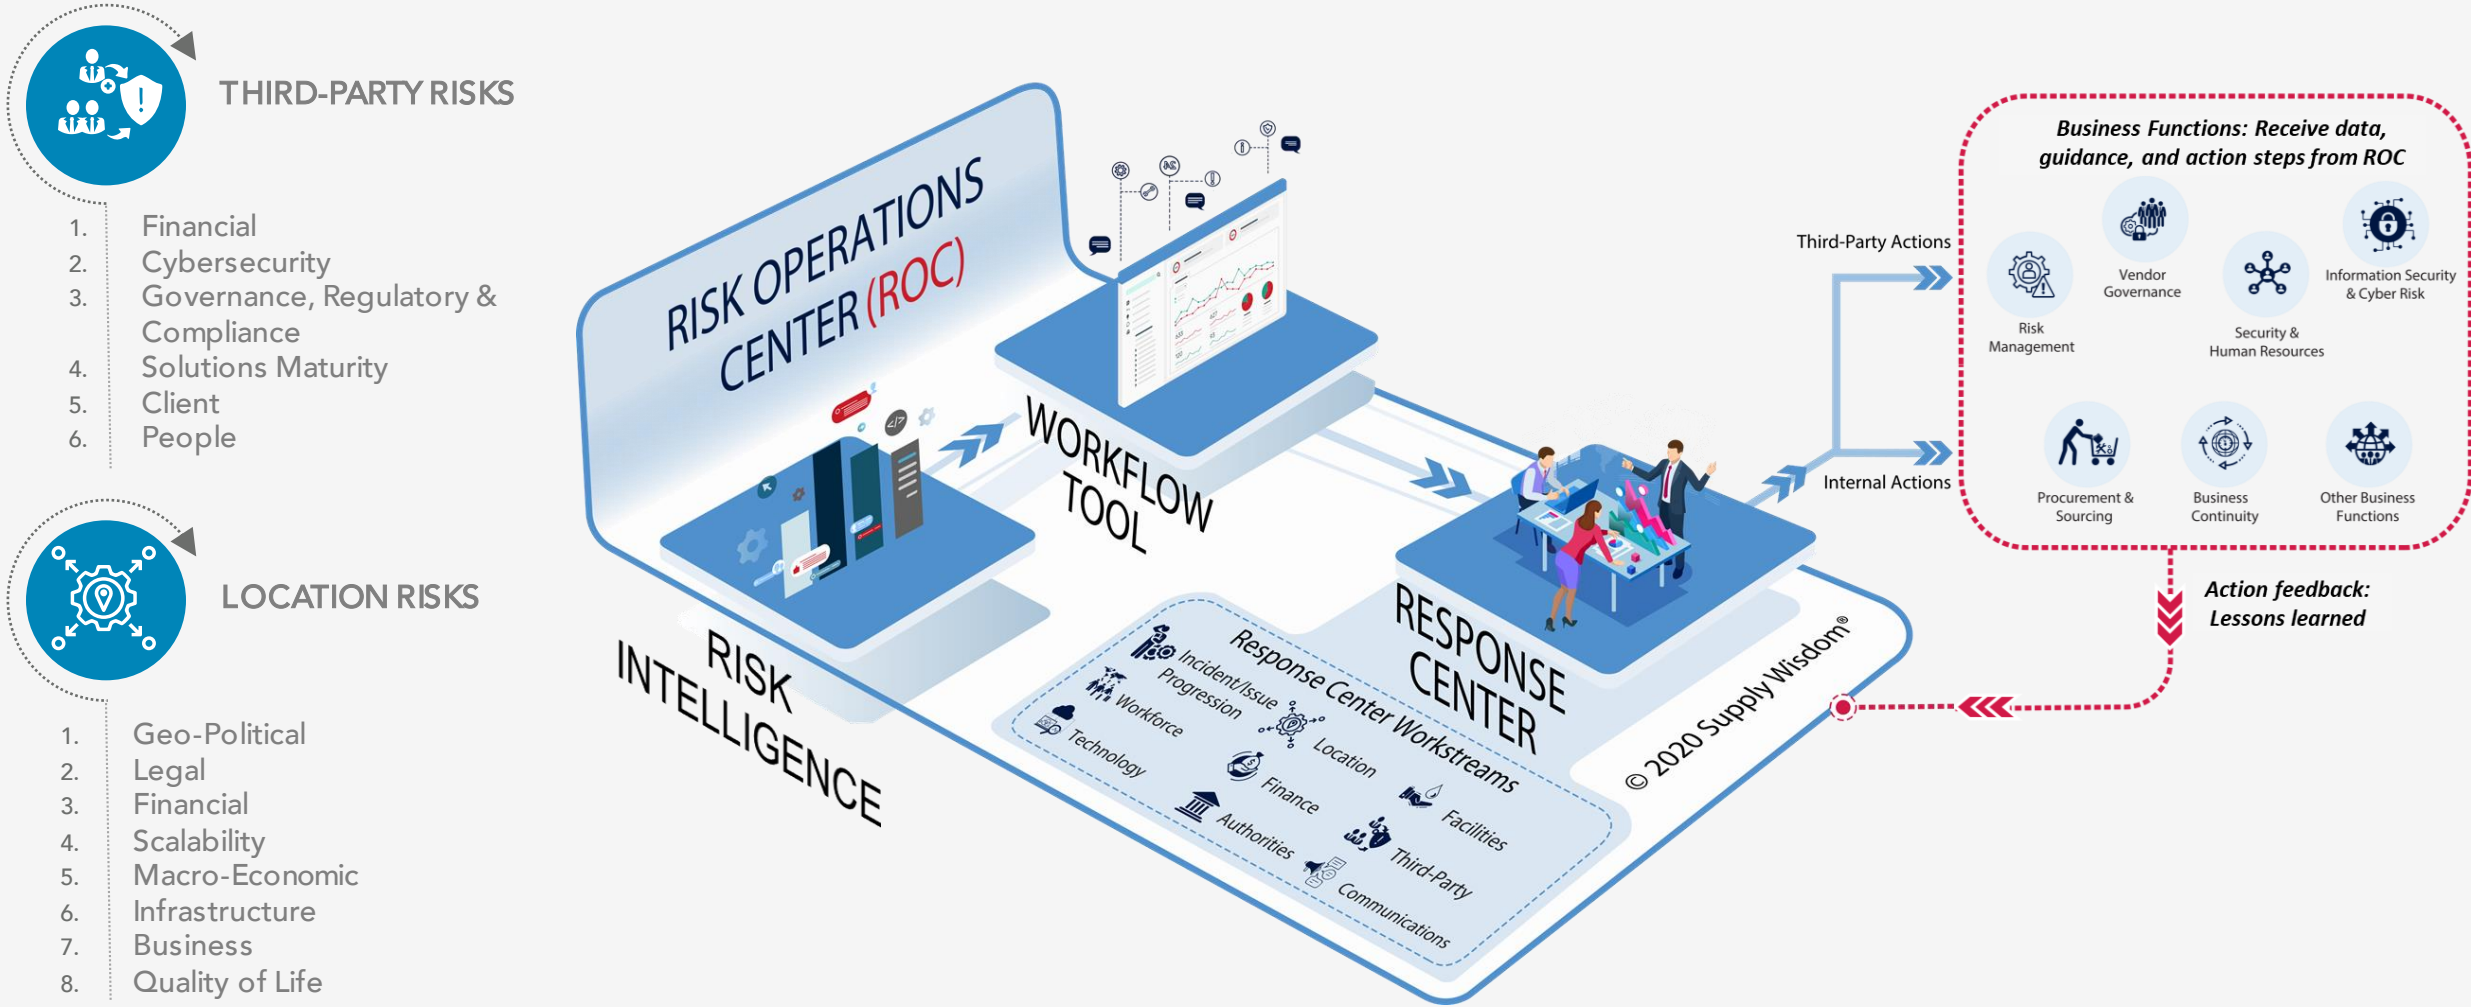 THIRD-PARTY RISKS
1. Financial
2. Cybersecurity
3. Governance, Regulatory &
Compliance
4. Solutions Maturity
5. Client
6. People
LOCATION RISKS
1. Geo-Political
2. Legal
3. Financial
4. Scalability
5. Macro-Economic
6. Infrastructure
7. Business
8. Quality of Life
RISK OPERATIONS
CENTER (ROC)
RISK
INTELLIGENCE
WORKFLOW
TOOL
RESPONSE
CENTER
Response Center Workstreams
Incident/Issue
Progression
Workforce
Technology
Location
Finance
Authorities
Facilities
Third-Party
Communications
© 2020 Supply Wisdom®
Third-Party Actions
Internal Actions
Business Functions: Receive data,
guidance, and action steps from ROC
Risk
Management
Vendor
Governance
Security &
Human Resources
Information Security
& Cyber Risk
Procurement &
Sourcing
Business
Continuity
Other Business
Functions
Action feedback:
Lessons learned